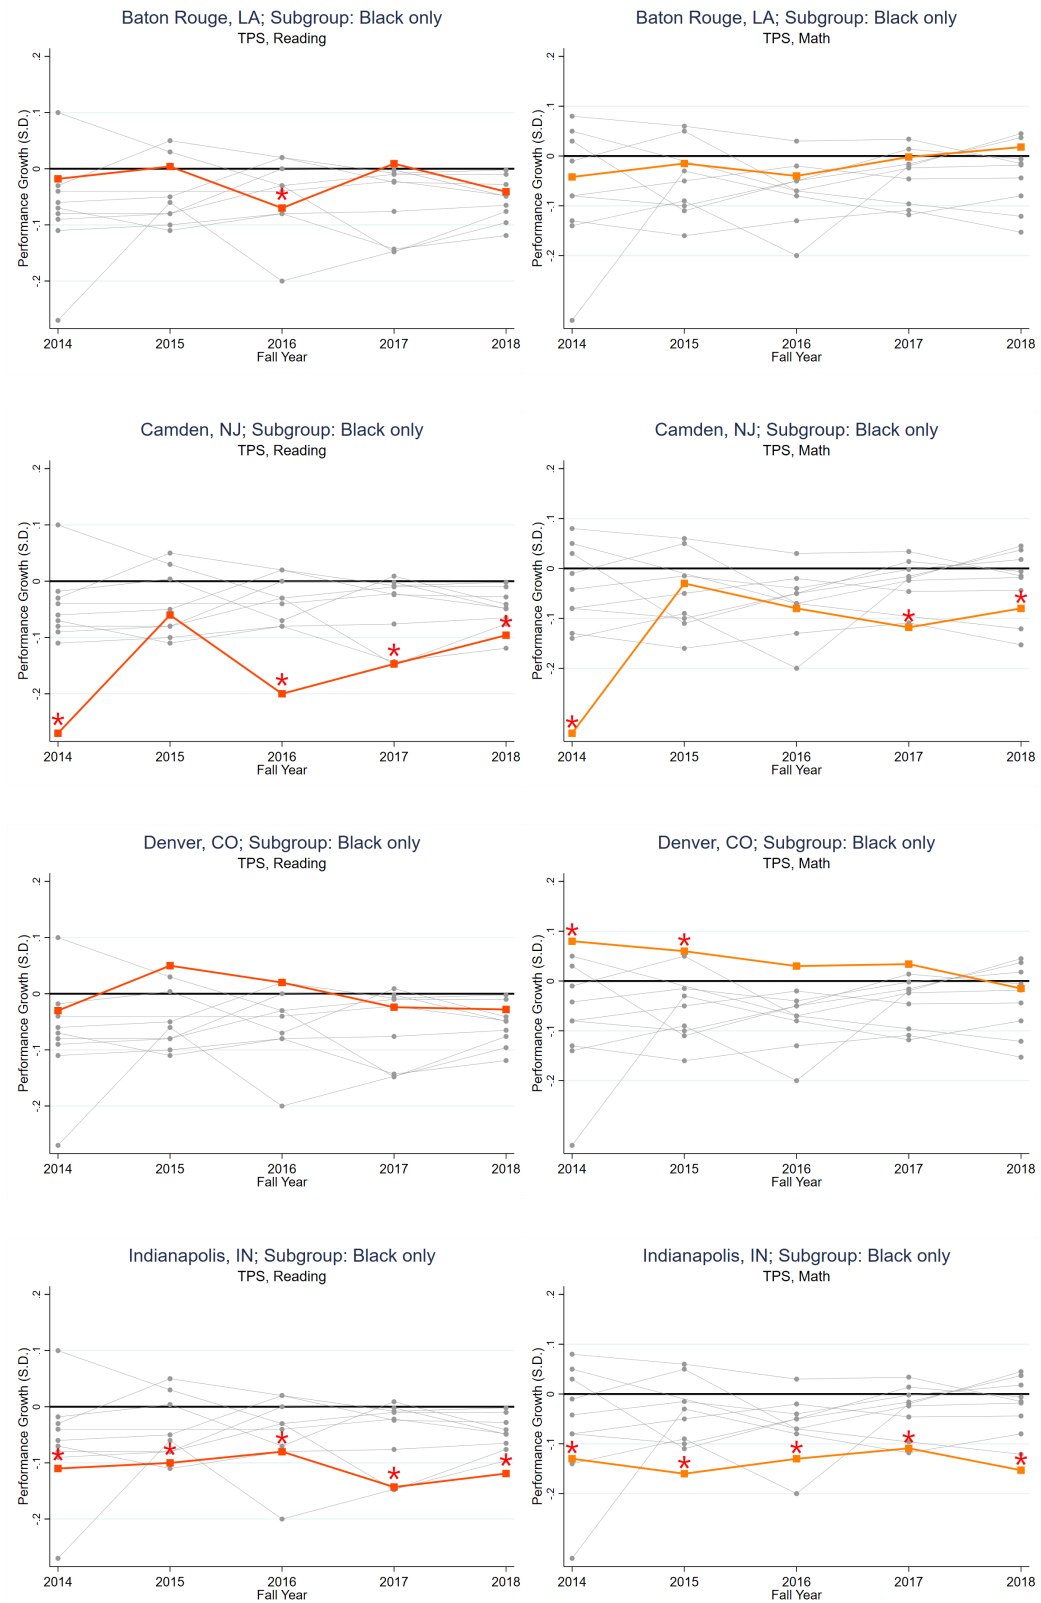 Baton Rouge, LA; Subgroup: Black only
TPS, Reading
Performance Growth (S.D.)
.2
.1
0
-.1
-.2
2014 2015 2016 2017 2018
Fall Year
Baton Rouge, LA; Subgroup: Black only
TPS, Math
Performance Growth (S.D.)
.2
.1
0
-.1
-.2
2014 2015 2016 2017 2018
Fall Year
Camden, NJ; Subgroup: Black only
TPS, Reading
Performance Growth (S.D.)
.2
.1
0
-.1
-.2
2014 2015 2016 2017 2018
Fall Year
Camden, NJ; Subgroup: Black only
TPS, Math
Performance Growth (S.D.)
.2
.1
0
-.1
-.2
2014 2015 2016 2017 2018
Fall Year
Denver, CO; Subgroup: Black only
TPS, Reading
Performance Growth (S.D.)
.2
.1
0
-.1
-.2
2014 2015 2016 2017 2018
Fall Year
Denver, CO; Subgroup: Black only
TPS, Math
Performance Growth (S.D.)
.2
.1
0
-.1
-.2
2014 2015 2016 2017 2018
Fall Year
Indianapolis, IN; Subgroup: Black only
TPS, Reading
Performance Growth (S.D.)
.2
.1
0
-.1
-.2
2014 2015 2016 2017 2018
Fall Year
Indianapolis, IN; Subgroup: Black only
TPS, Math
Performance Growth (S.D.)
.2
.1
0
-.1
-.2
2014 2015 2016 2017 2018
Fall Year